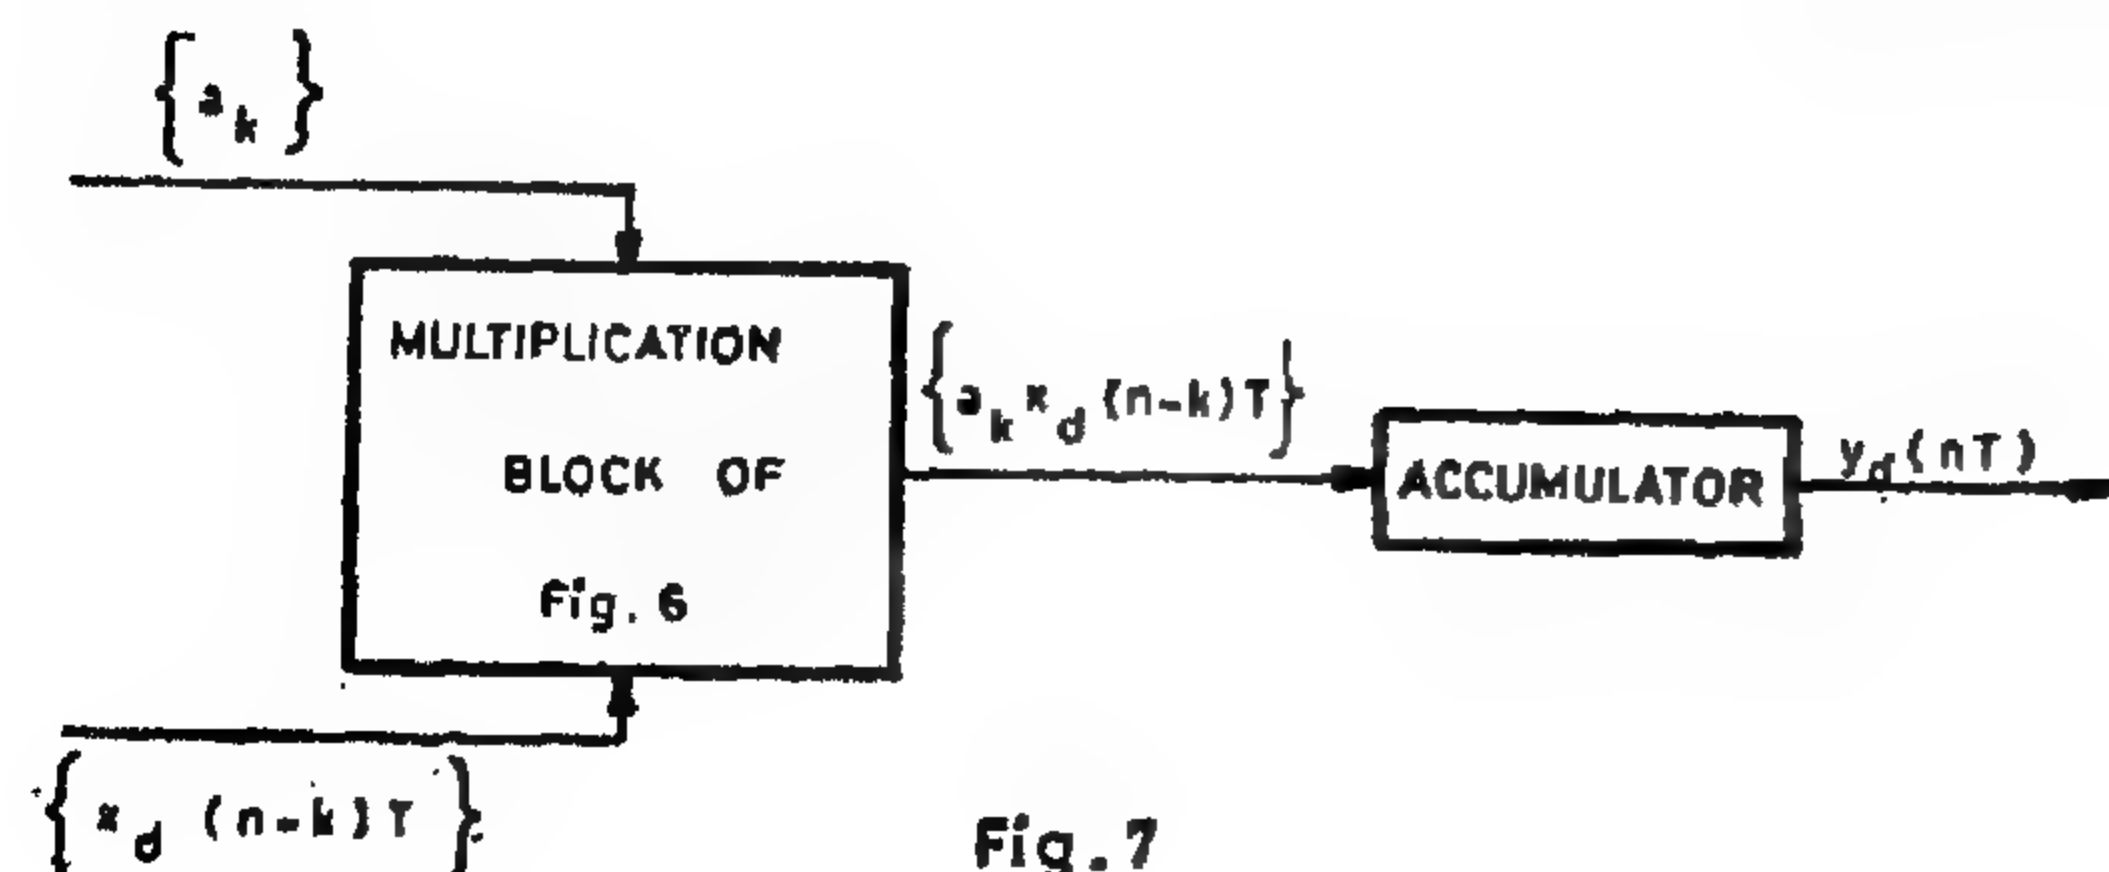 {a_k}
MULTIPLICATION
BLOCK OF
Fig. 6
{a_k x_d (n-k)T}
ACCUMULATOR
y_d(nT)
{x_d (n-k)T}
Fig. 7